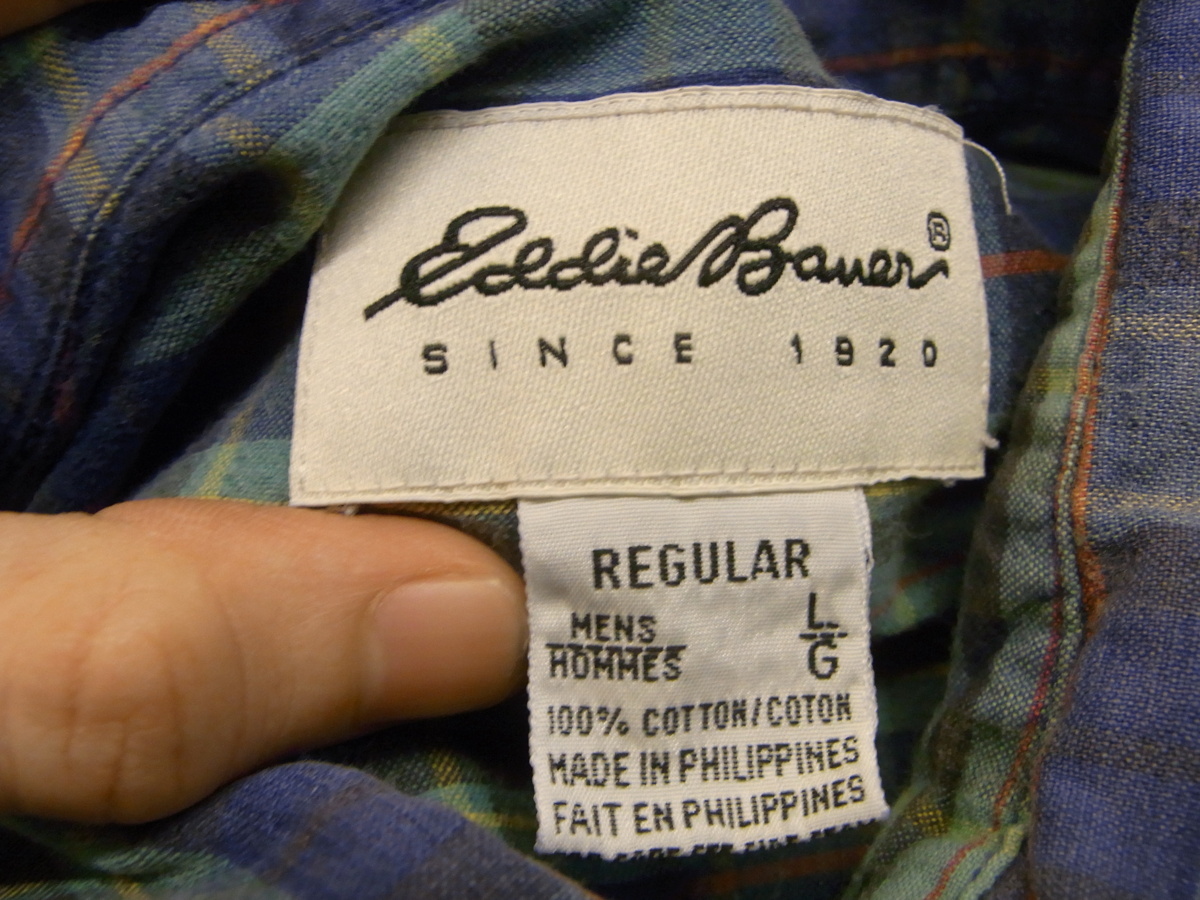 Eddie Bauer®
SINCE 1920
REGULAR
MENS L
HOMMES G
100% COTTON/COTON
MADE IN PHILIPPINES
FAIT EN PHILIPPINES